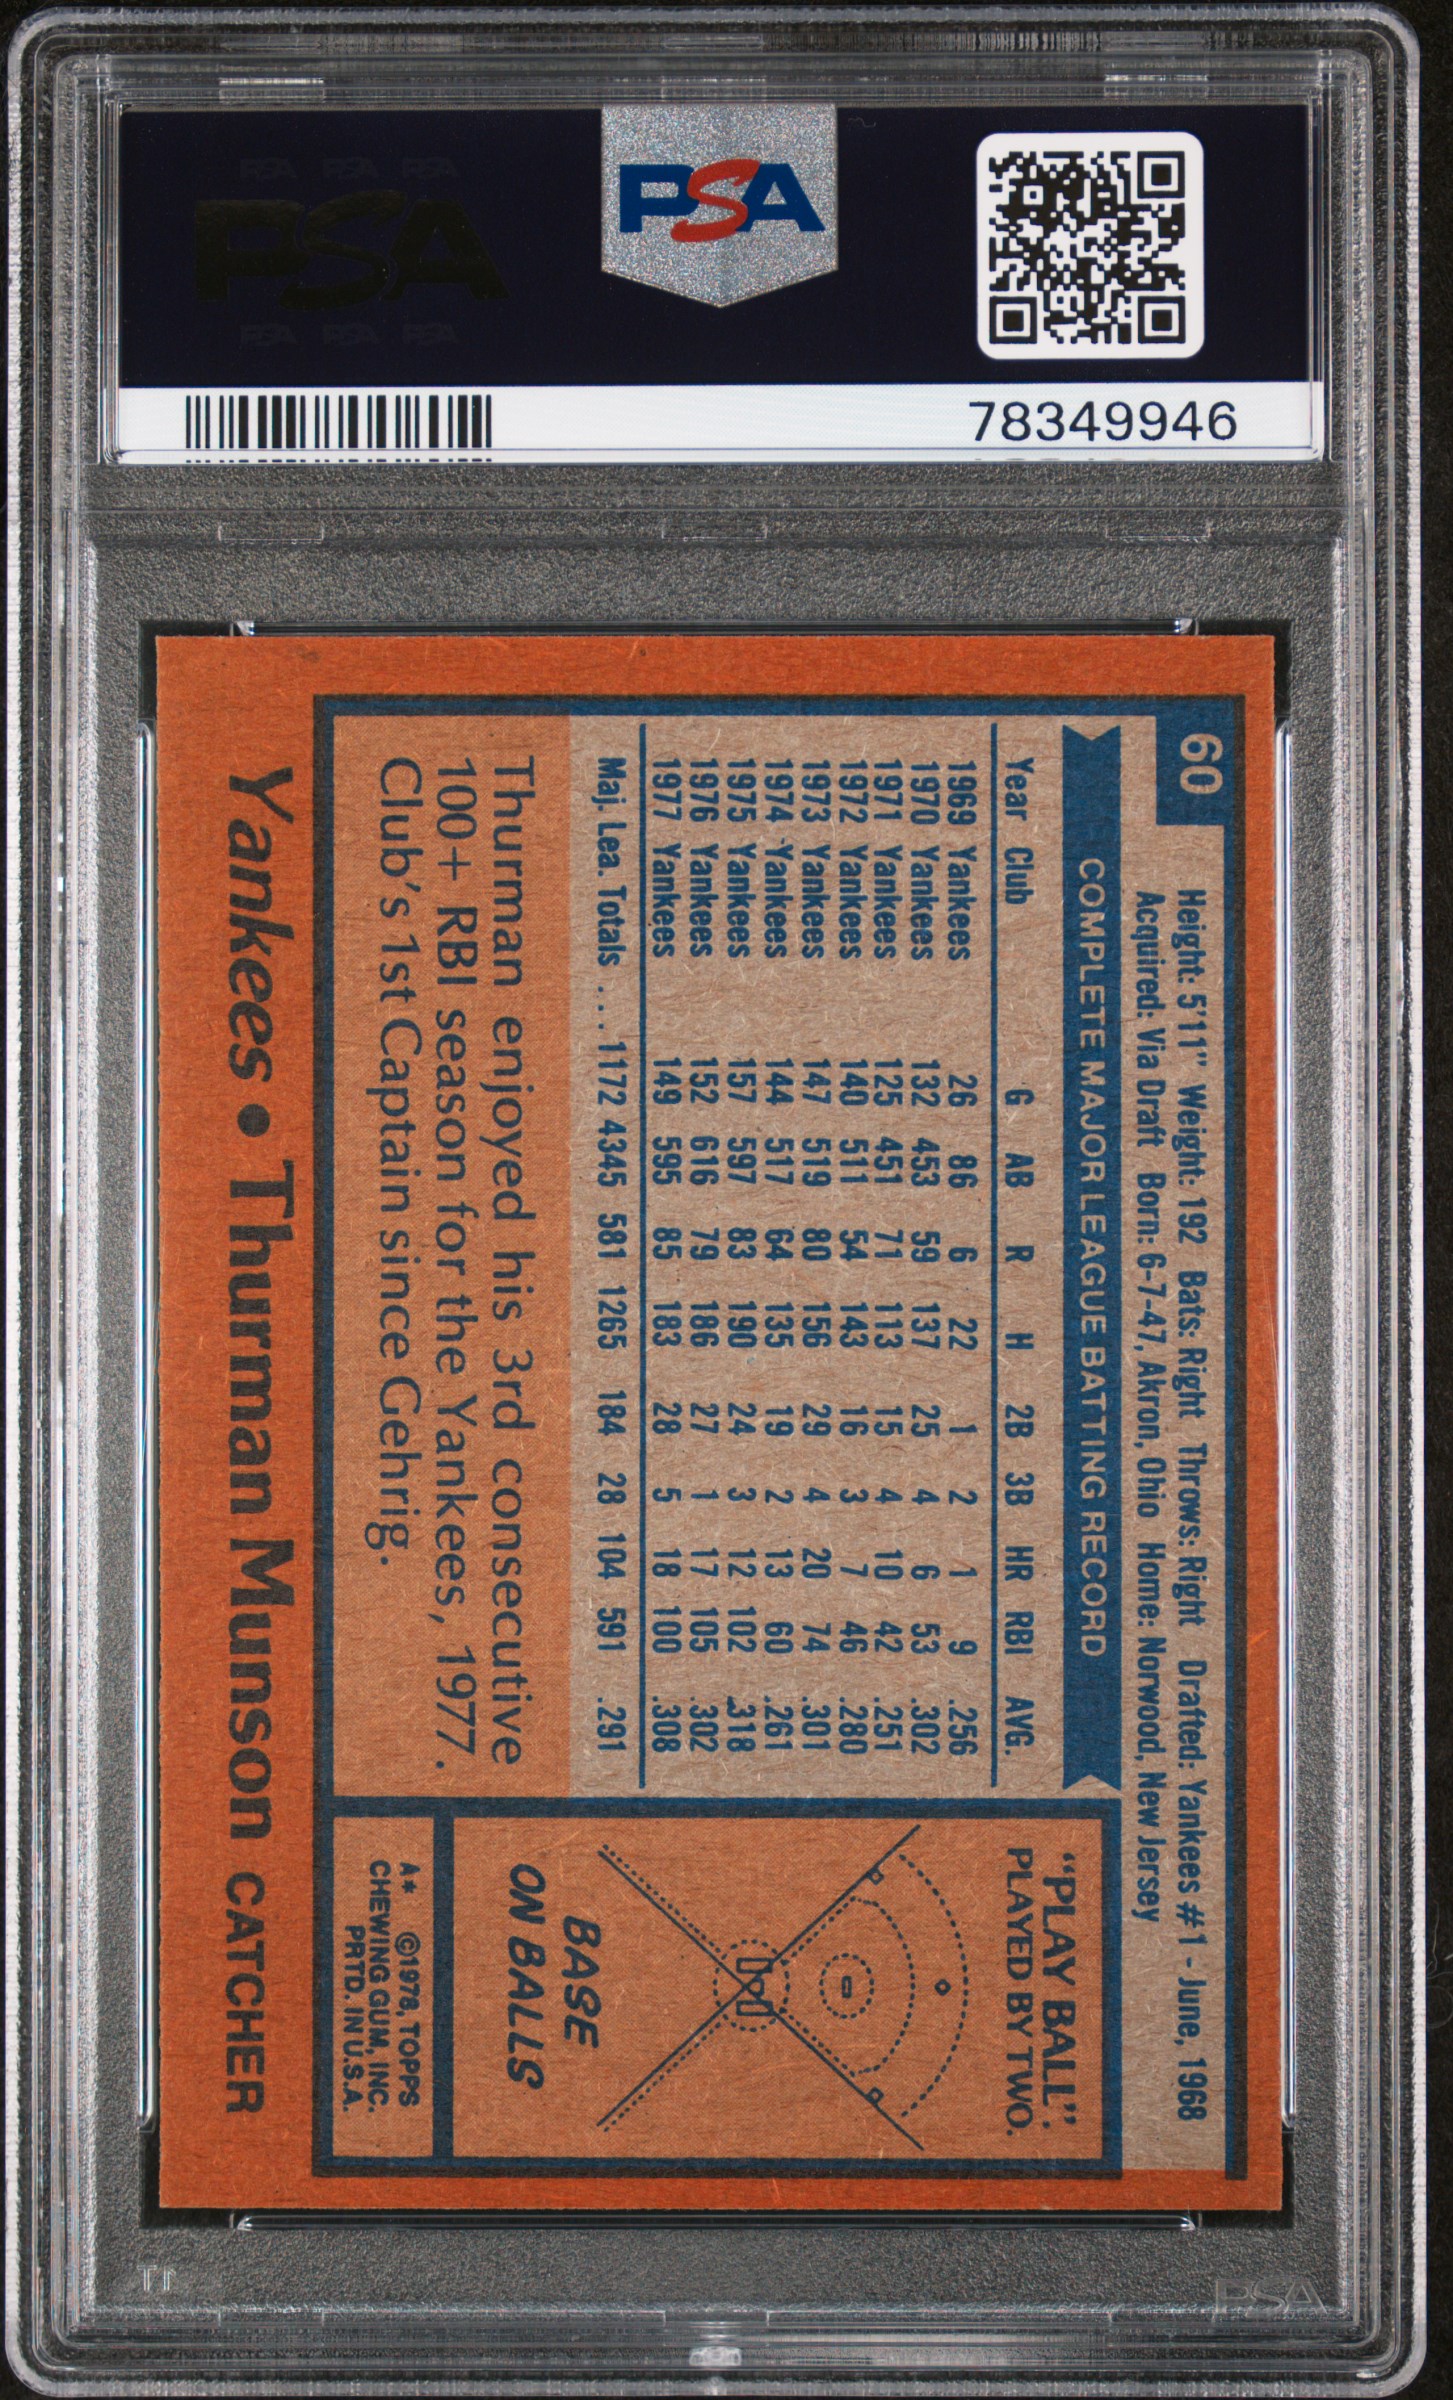 PSA PSA PSA
PSA
PSA PSA PSA
PSA
78349946
60
Height: 5'11" Weight: 192 Bats: Right Throws: Right Drafted: Yankees #1 - June, 1968
Acquired: Via Draft Born: 6-7-47, Akron, Ohio Home: Norwood, New Jersey
COMPLETE MAJOR LEAGUE BATTING RECORD
Year Club G AB R H 2B 3B HR RBI AVG.
1969 Yankees 26 86 6 22 1 2 1 9 .256
1970 Yankees 132 453 59 137 25 4 6 53 .302
1971 Yankees 125 451 71 113 15 4 10 42 .251
1972 Yankees 140 511 54 143 16 3 7 46 .280
1973 Yankees 147 519 80 156 29 4 20 74 .301
1974 Yankees 144 517 64 135 19 2 13 60 .261
1975 Yankees 157 597 83 190 24 3 12 102 .318
1976 Yankees 152 616 79 186 27 1 17 105 .302
1977 Yankees 149 595 85 183 28 5 18 100 .308
Maj. Lea. Totals ... 1172 4345 581 1265 184 28 104 591 .291
Thurman enjoyed his 3rd consecutive
100+ RBI season for the Yankees, 1977.
Club's 1st Captain since Gehrig.
"PLAY BALL":
PLAYED BY TWO.
BASE
ON BALLS
A* ©1978, TOPPS
CHEWING GUM, INC.
PRTD. IN U.S.A.
Yankees • Thurman Munson CATCHER
PSA